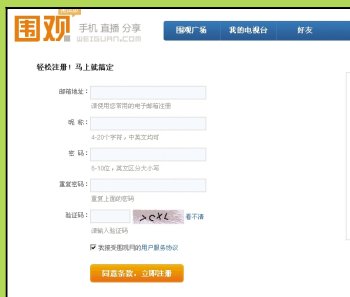 围观 手机 直播 分享
WEIGUAN.COM
围观广场 我的电视台 好友
轻松注册！马上就搞定
邮箱地址：
请使用您常用的电子邮箱注册
昵 称：
4-20个字符，中英文均可
密 码：
6-10位，英文区分大小写
重复密码：
重复上面的密码
验证码： 看不清
请输入验证码
我接受围观网的用户服务协议
同意条款，立即注册